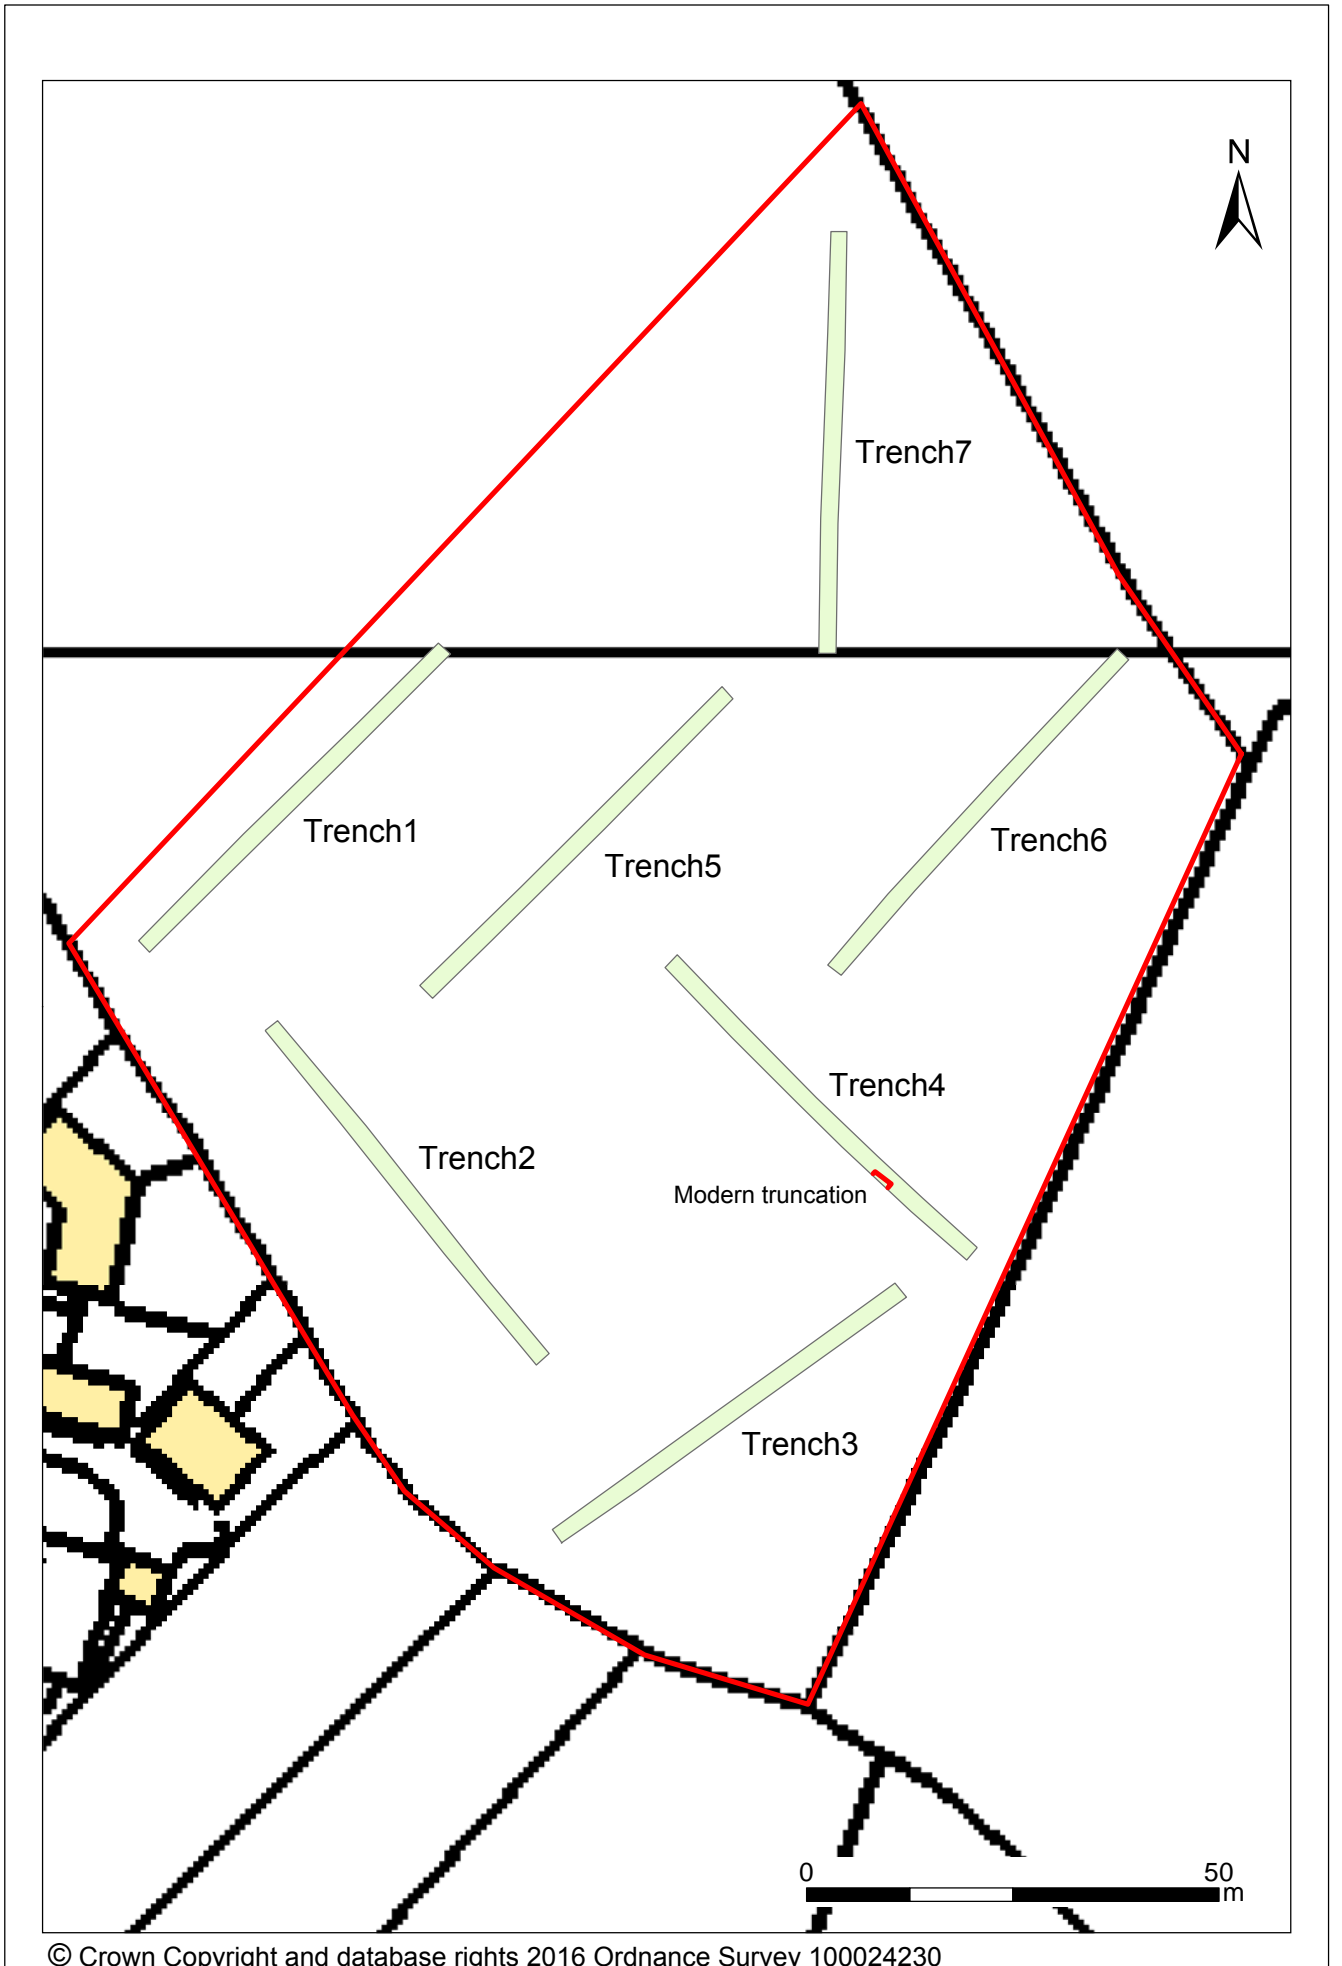 N
Trench7
Trench1
Trench5
Trench6
Trench4
Trench2
Modern truncation
Trench3
0 50
m
© Crown Copyright and database rights 2016 Ordnance Survey 100024230